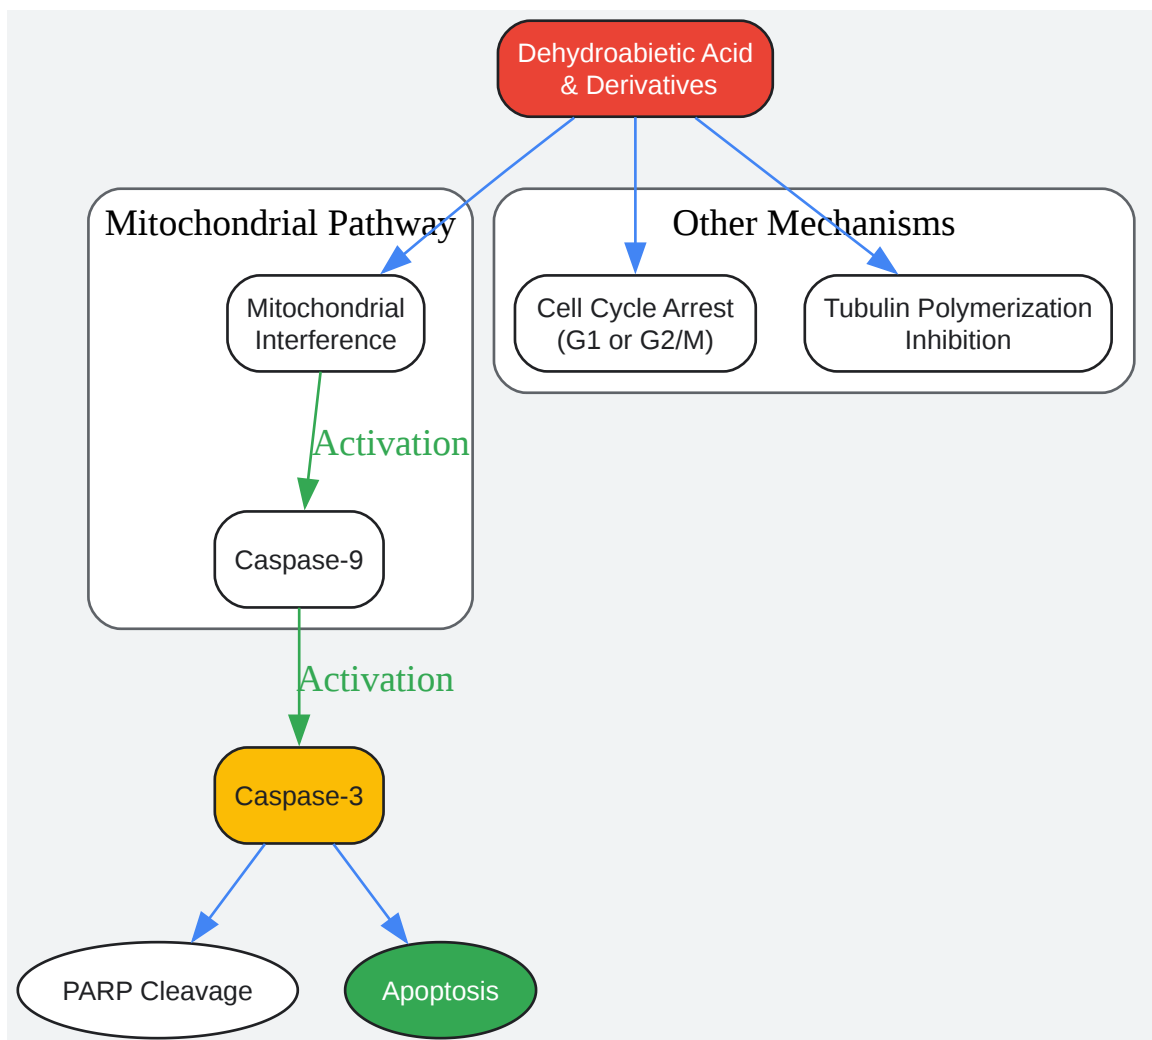 Dehydroabietic Acid
& Derivatives
Mitochondrial Pathway
Other Mechanisms
Mitochondrial
Interference
Cell Cycle Arrest
(G1 or G2/M)
Tubulin Polymerization
Inhibition
Activation
Caspase-9
Activation
Caspase-3
PARP Cleavage
Apoptosis